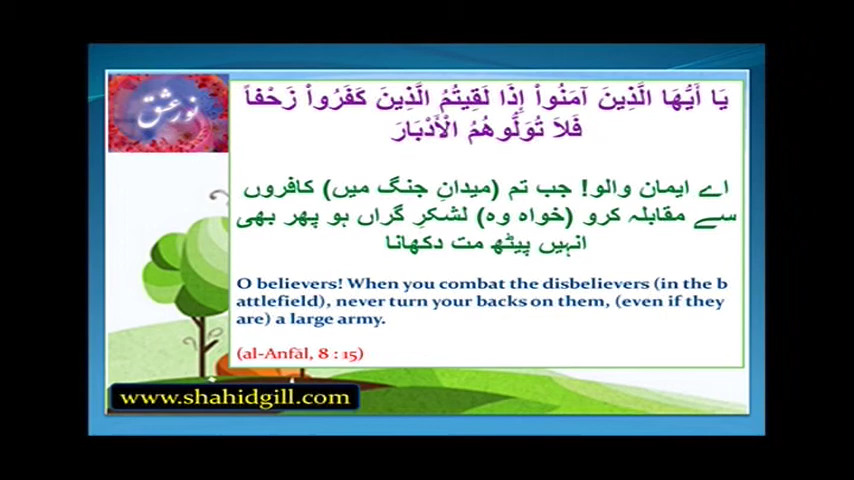 نور عشق
يَا أَيُّهَا الَّذِينَ آمَنُواْ إِذَا لَقِيتُمُ الَّذِينَ كَفَرُواْ زَحْفاً
فَلاَ تُوَلُّوهُمُ الْأَدْبَارَ
اے ایمان والو! جب تم (میدانِ جنگ میں) کافروں
سے مقابلہ کرو (خواہ وہ) لشکرِ گراں ہو پھر بھی
انہیں پیٹھ مت دکھانا
O believers! When you combat the disbelievers (in the b
attlefield), never turn your backs on them, (even if they
are) a large army.
(al-Anfāl, 8 : 15)
www.shahidgill.com